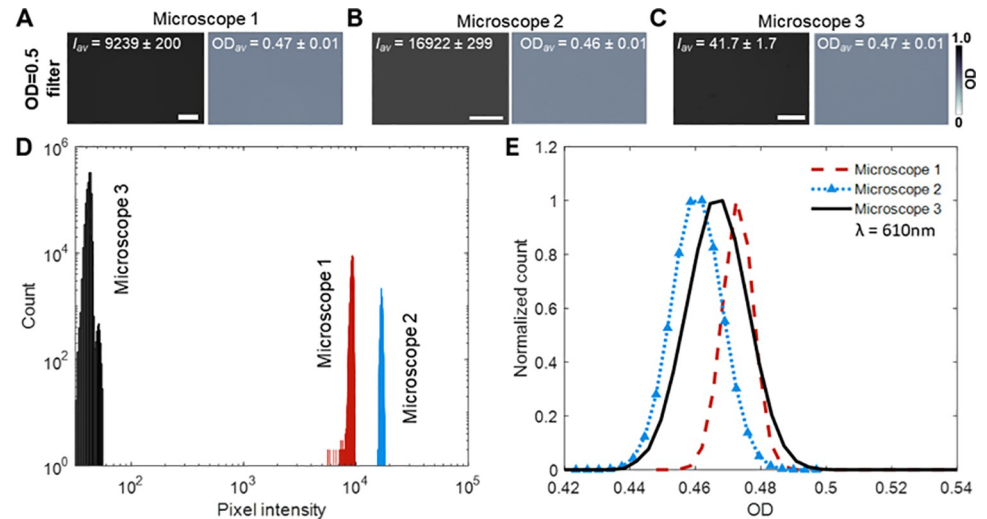 A
Microscope 1
B
Microscope 2
C
Microscope 3
OD=0.5
filter
I_av = 9239 ± 200
OD_av = 0.47 ± 0.01
I_av = 16922 ± 299
OD_av = 0.46 ± 0.01
I_av = 41.7 ± 1.7
OD_av = 0.47 ± 0.01
1.0
OD
0
D
10^6
10^4
10^2
10^0
Count
Microscope 3
Microscope 1
Microscope 2
10^2
10^3
10^4
10^5
Pixel intensity
E
1.2
1
0.8
0.6
0.4
0.2
0
Normalized count
Microscope 1
Microscope 2
Microscope 3
λ = 610nm
0.42
0.44
0.46
0.48
0.5
0.52
0.54
OD